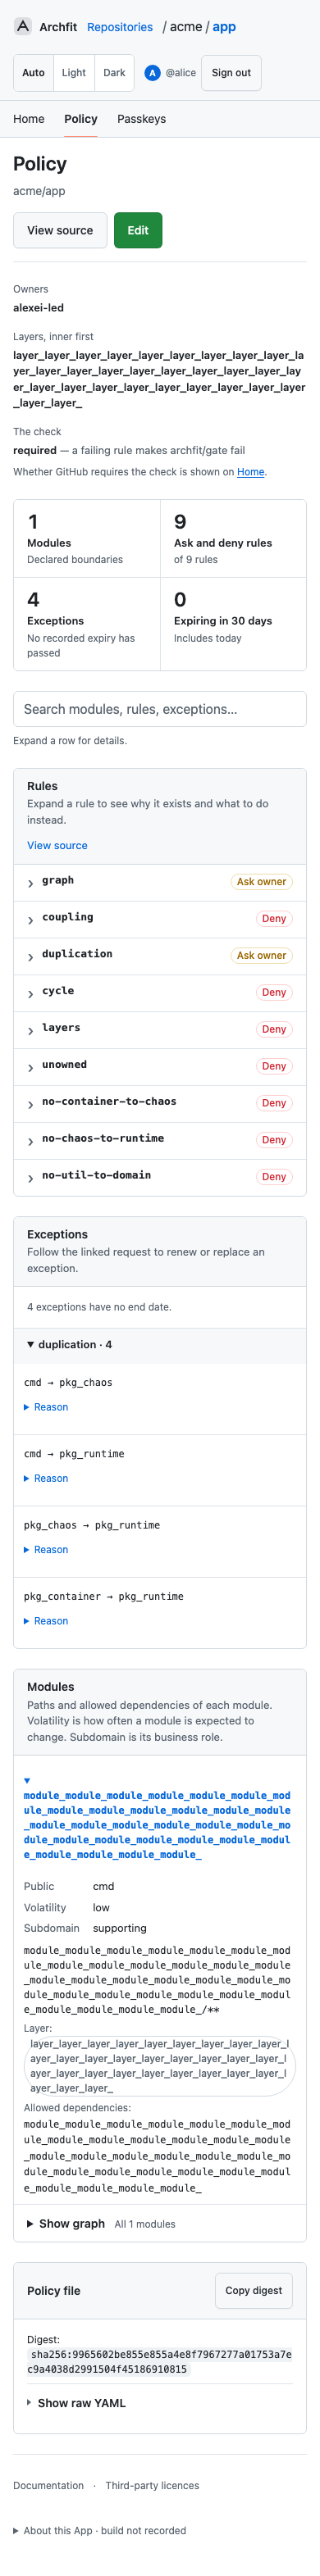 Archfit Repositories / acme / app
Auto Light Dark A @alice Sign out
Home Policy Passkeys
Policy
acme/app
View source Edit
Owners
alexei-led
Layers, inner first
layer_layer_layer_layer_layer_layer_layer_layer_layer_la
yer_layer_layer_layer_layer_layer_layer_layer_layer_lay
er_layer_layer_layer_layer_layer_layer_layer_layer_layer
_layer_layer_
The check
required — a failing rule makes archfit/gate fail
Whether GitHub requires the check is shown on Home.
1
Modules
Declared boundaries
9
Ask and deny rules
of 9 rules
4
Exceptions
No recorded expiry has
passed
0
Expiring in 30 days
Includes today
Search modules, rules, exceptions...
Expand a row for details.
Rules
Expand a rule to see why it exists and what to do
instead.
View source
graph Ask owner
coupling Deny
duplication Ask owner
cycle Deny
layers Deny
unowned Deny
no-container-to-chaos Deny
no-chaos-to-runtime Deny
no-util-to-domain Deny
Exceptions
Follow the linked request to renew or replace an
exception.
4 exceptions have no end date.
duplication · 4
cmd → pkg_chaos
Reason
cmd → pkg_runtime
Reason
pkg_chaos → pkg_runtime
Reason
pkg_container → pkg_runtime
Reason
Modules
Paths and allowed dependencies of each module.
Volatility is how often a module is expected to
change. Subdomain is its business role.
module_module_module_module_module_module_mod
ule_module_module_module_module_module_module
_module_module_module_module_module_module_mo
dule_module_module_module_module_module_modul
e_module_module_module_module_
Public cmd
Volatility low
Subdomain supporting
module_module_module_module_module_module_mod
ule_module_module_module_module_module_module
_module_module_module_module_module_module_mo
dule_module_module_module_module_module_modul
e_module_module_module_module_/**
Layer:
layer_layer_layer_layer_layer_layer_layer_layer_layer_l
ayer_layer_layer_layer_layer_layer_layer_layer_layer_l
ayer_layer_layer_layer_layer_layer_layer_layer_layer_l
ayer_layer_layer_
Allowed dependencies:
module_module_module_module_module_module_mod
ule_module_module_module_module_module_module
_module_module_module_module_module_module_mo
dule_module_module_module_module_module_modul
e_module_module_module_module_
Show graph All 1 modules
Policy file Copy digest
Digest:
sha256:9965602be855e855a4e8f7967277a01753a7e
c9a4038d2991504f45186910815
Show raw YAML
Documentation · Third-party licences
About this App · build not recorded